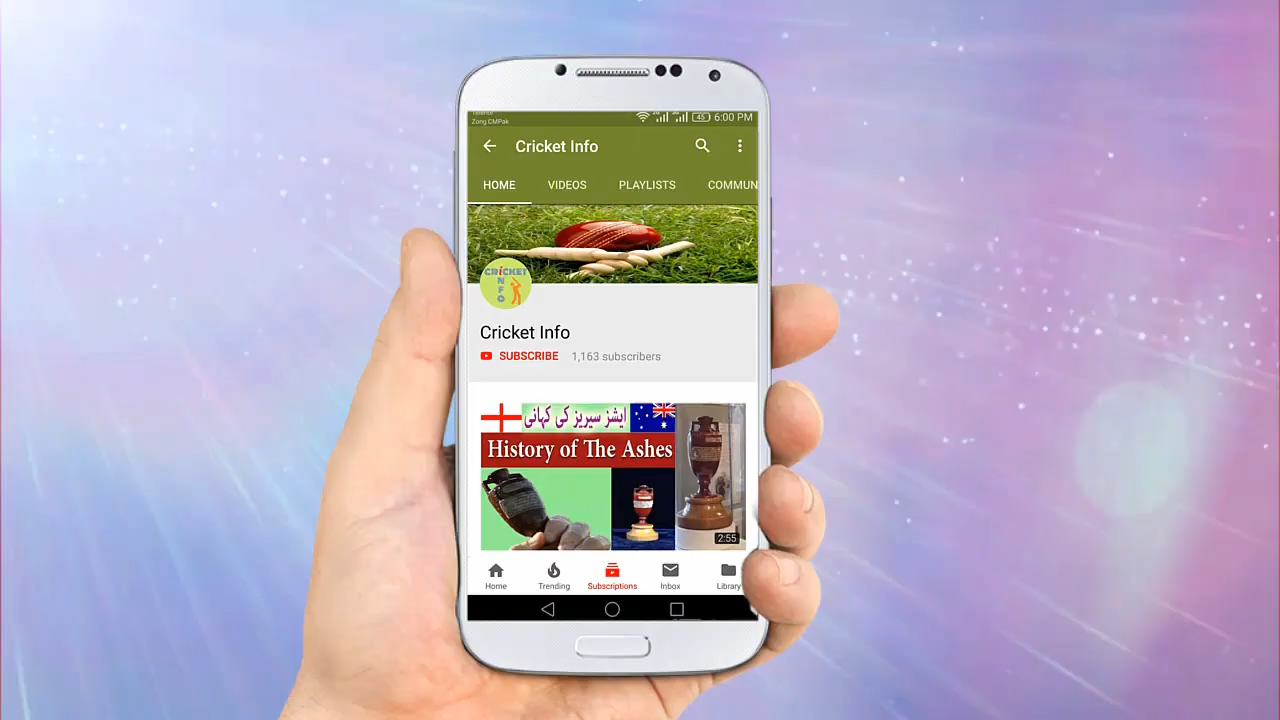 Zong CMPak
45
6:00 PM
Cricket Info
HOME VIDEOS PLAYLISTS COMMUN
CRiCKET
INFO
Cricket Info
SUBSCRIBE 1,163 subscribers
ایشز سیریز کی کہانی
History of The Ashes
2:55
Home Trending Subscriptions Inbox Library